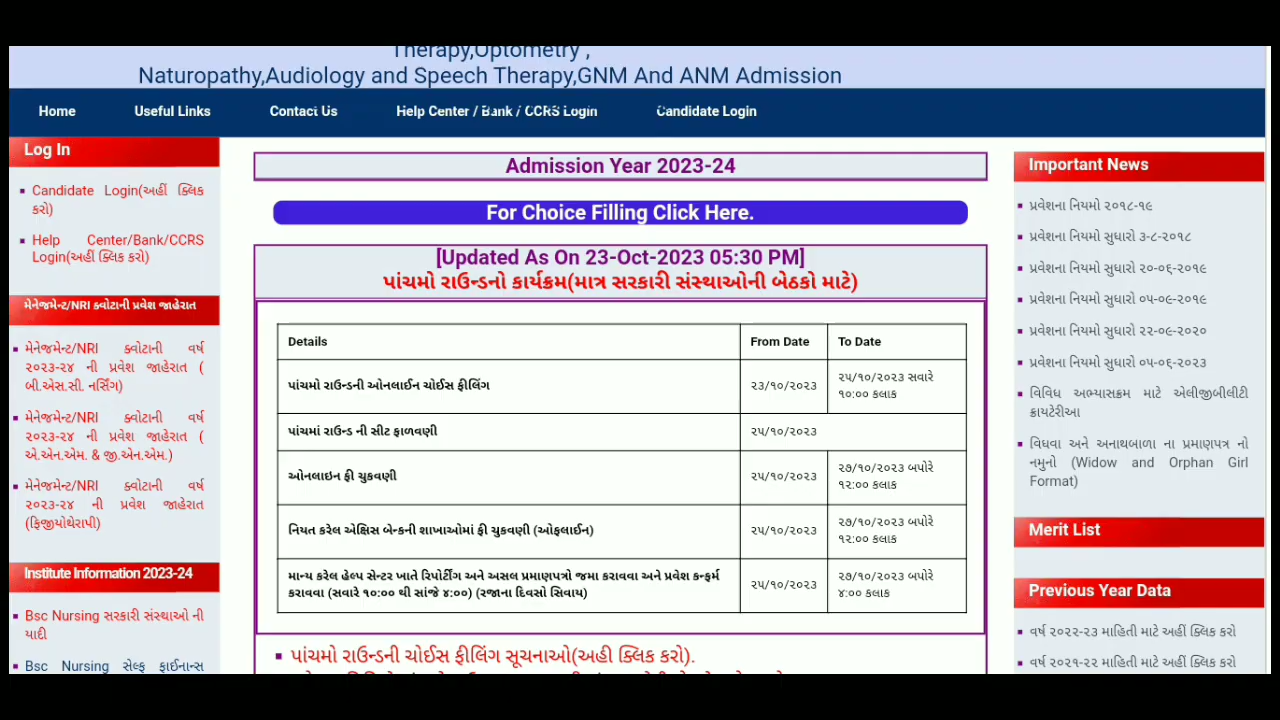 Therapy,Optometry ,
Naturopathy,Audiology and Speech Therapy,GNM And ANM Admission
Home Useful Links Contact Us Help Center / Bank / CCRS Login Candidate Login
Log In
Candidate Login(અહીં ક્લિક
કરો)
Help Center/Bank/CCRS
Login(અહીં ક્લિક કરો)
મેનેજમેન્ટ/NRI ક્વોટાની પ્રવેશ જાહેરાત
મેનેજમેન્ટ/NRI ક્વોટાની વર્ષ
૨૦૨૩-૨૪ ની પ્રવેશ જાહેરાત (
બી.એસ.સી. નર્સિંગ)
મેનેજમેન્ટ/NRI ક્વોટાની વર્ષ
૨૦૨૩-૨૪ ની પ્રવેશ જાહેરાત (
એ.એન.એમ. & જી.એન.એમ.)
મેનેજમેન્ટ/NRI ક્વોટાની વર્ષ
૨૦૨૩-૨૪ ની પ્રવેશ જાહેરાત
(ફિજીયોથેરાપી)
Institute Information 2023-24
Bsc Nursing સરકારી સંસ્થાઓ ની
યાદી
Bsc Nursing સેલ્ફ ફાઈનાન્સ
Admission Year 2023-24
For Choice Filling Click Here.
[Updated As On 23-Oct-2023 05:30 PM]
પાંચમો રાઉન્ડનો કાર્યક્રમ(માત્ર સરકારી સંસ્થાઓની બેઠકો માટે)
Details From Date To Date
પાંચમો રાઉન્ડની ઓનલાઈન ચોઈસ ફીલીંગ ૨૩/૧૦/૨૦૨૩ ૨૫/૧૦/૨૦૨૩ સવારે
૧૦:૦૦ કલાક
પાંચમાં રાઉન્ડ ની સીટ ફાળવણી ૨૫/૧૦/૨૦૨૩
ઓનલાઇન ફી ચુકવણી ૨૫/૧૦/૨૦૨૩ ૨૭/૧૦/૨૦૨૩ બપોરે
૧૨:૦૦ કલાક
નિયત કરેલ એક્ષિસ બેન્કની શાખાઓમાં ફી ચુકવણી (ઓફલાઈન) ૨૫/૧૦/૨૦૨૩ ૨૭/૧૦/૨૦૨૩ બપોરે
૧૨:૦૦ કલાક
માન્ય કરેલ હેલ્પ સેન્ટર ખાતે રિપોર્ટીંગ અને અસલ પ્રમાણપત્રો જમા કરાવવા અને પ્રવેશ કન્ફર્મ
કરાવવા (સવારે ૧૦:૦૦ થી સાંજે ૪:૦૦) (રજાના દિવસો સિવાય) ૨૫/૧૦/૨૦૨૩ ૨૭/૧૦/૨૦૨૩ બપોરે
૪:૦૦ કલાક
પાંચમો રાઉન્ડની ચોઈસ ફીલિંગ સૂચનાઓ(અહી ક્લિક કરો).
Important News
પ્રવેશના નિયમો ૨૦૧૮-૧૯
પ્રવેશના નિયમો સુધારો ૩-૮-૨૦૧૮
પ્રવેશના નિયમો સુધારો ૨૦-૦૬-૨૦૧૯
પ્રવેશના નિયમો સુધારો ૦૫-૦૯-૨૦૧૯
પ્રવેશના નિયમો સુધારો ૨૨-૦૯-૨૦૨૦
પ્રવેશના નિયમો સુધારો ૦૫-૦૬-૨૦૨૩
વિવિધ અભ્યાસક્રમ માટે એલીજીબીલીટી
ક્રાયટેરીઆ
વિધવા અને અનાથબાળા ના પ્રમાણપત્ર નો
નમુનો (Widow and Orphan Girl
Format)
Merit List
Previous Year Data
વર્ષ ૨૦૨૨-૨૩ માહિતી માટે અહીં ક્લિક કરો
વર્ષ ૨૦૨૧-૨૨ માહિતી માટે અહીં ક્લિક કરો